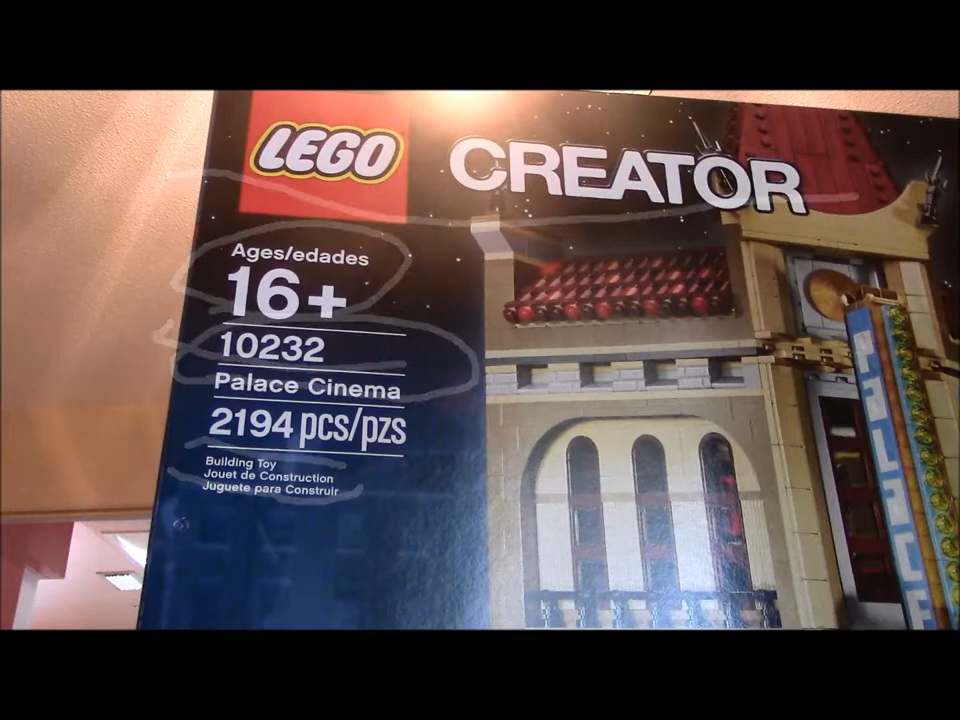 LEGO CREATOR
Ages/edades
16+
10232
Palace Cinema
2194 pcs/pzs
Building Toy
Jouet de Construction
Juguete para Construir
PALACE